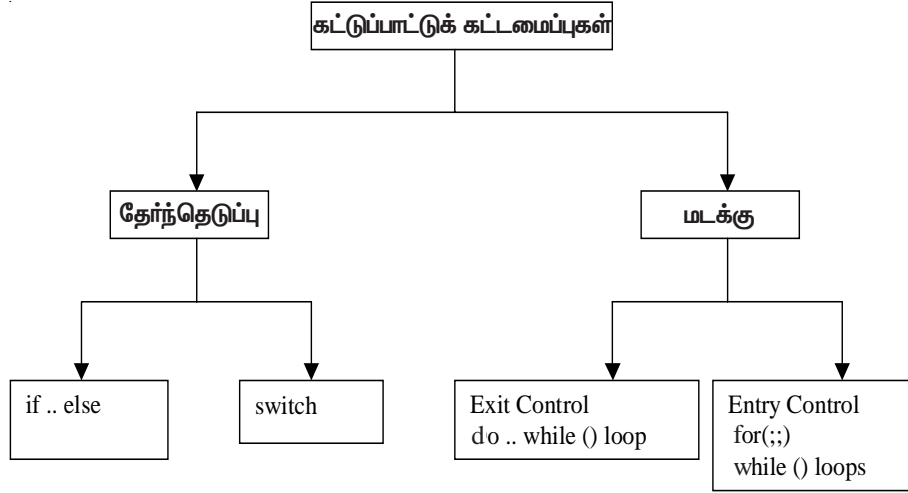 கட்டுப்பாட்டுக் கட்டமைப்புகள்
தேர்ந்தெடுப்பு
மடக்கு
if .. else
switch
Exit Control
do .. while () loop
Entry Control
for(;;)
while () loops